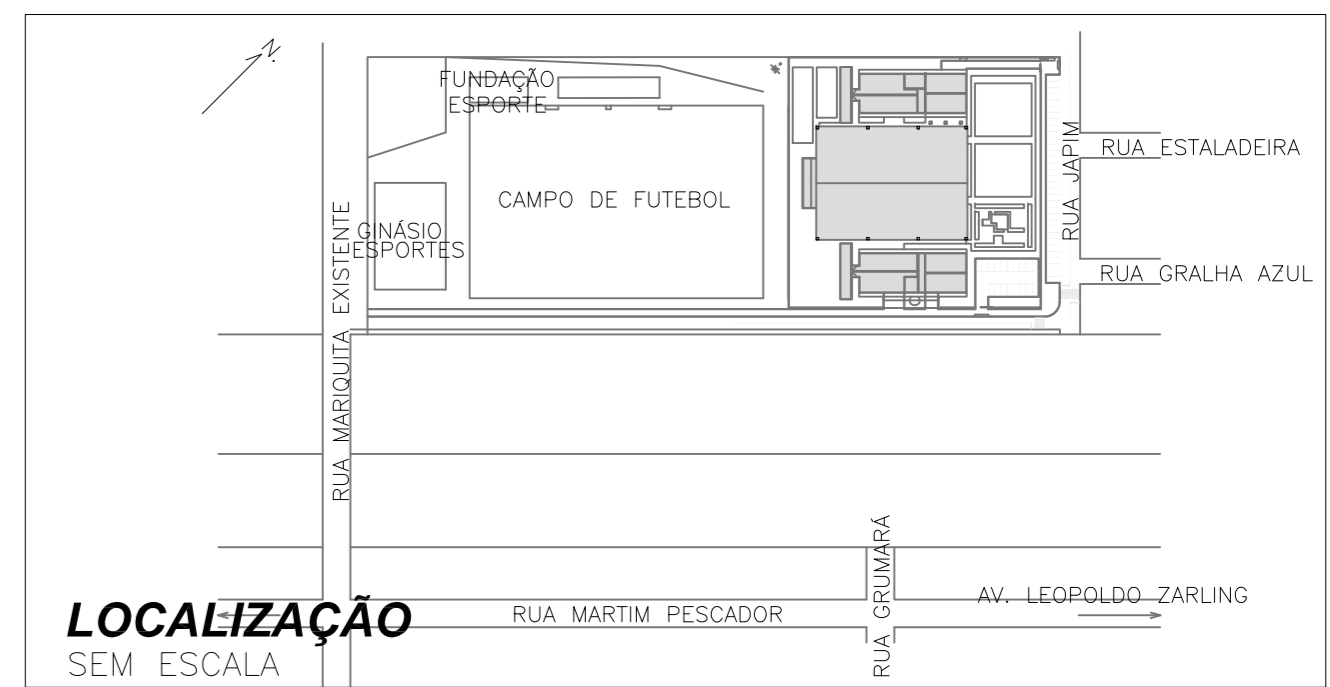 N.
FUNDAÇÃO
ESPORTE
RUA JAPIM
RUA ESTALADEIRA
CAMPO DE FUTEBOL
GINÁSIO
ESPORTES
RUA MARIQUITA EXISTENTE
RUA GRALHA AZUL
RUA GRUMARÁ
AV. LEOPOLDO ZARLING
RUA MARTIM PESCADOR
LOCALIZAÇÃO
SEM ESCALA